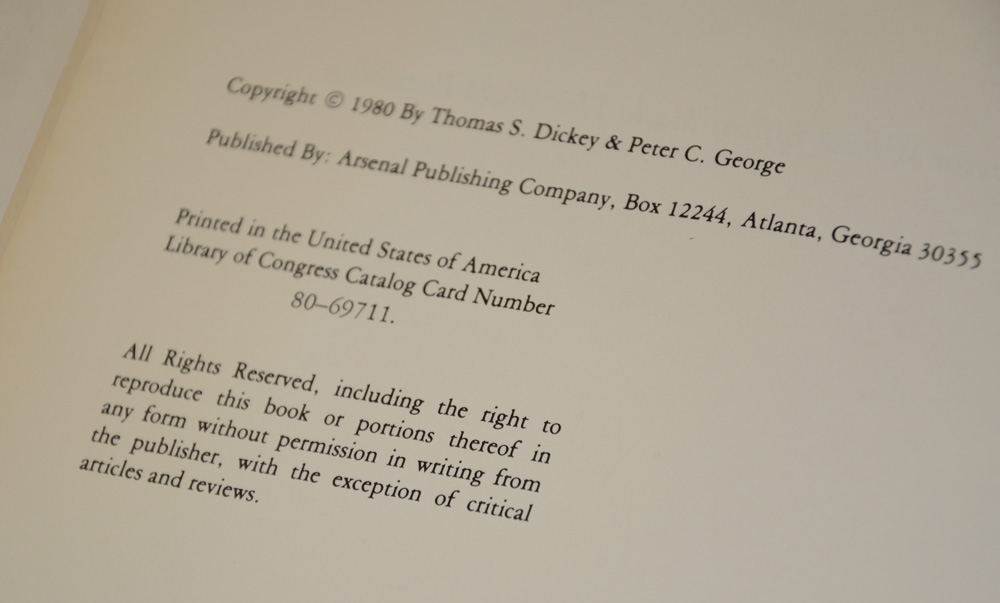 Copyright © 1980 By Thomas S. Dickey & Peter C. George
Published By: Arsenal Publishing Company, Box 12244, Atlanta, Georgia 30355
Printed in the United States of America
Library of Congress Catalog Card Number
80–69711.
All Rights Reserved, including the right to
reproduce this book or portions thereof in
any form without permission in writing from
the publisher, with the exception of critical
articles and reviews.